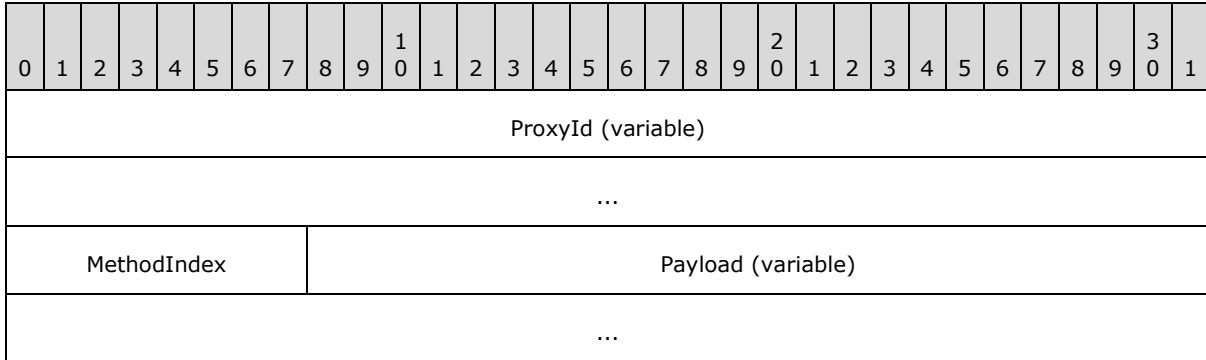 1 2 3
0 1 2 3 4 5 6 7 8 9 0 1 2 3 4 5 6 7 8 9 0 1 2 3 4 5 6 7 8 9 0 1
ProxyId (variable)
...
MethodIndex Payload (variable)
...